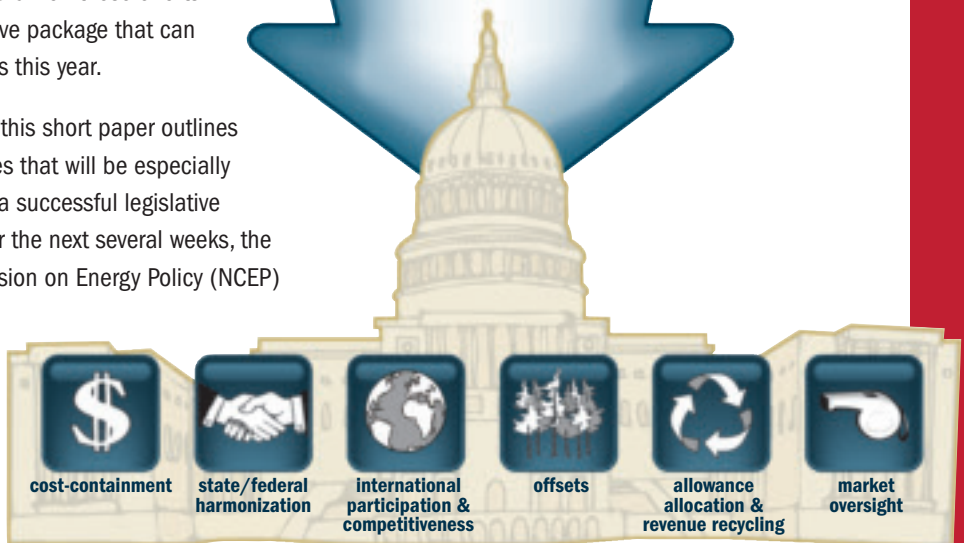 ve package that can
s this year.
this short paper outlines
es that will be especially
a successful legislative
r the next several weeks, the
sion on Energy Policy (NCEP)
$
cost-containment
state/federal
harmonization
international
participation &
competitiveness
offsets
allowance
allocation &
revenue recycling
market
oversight